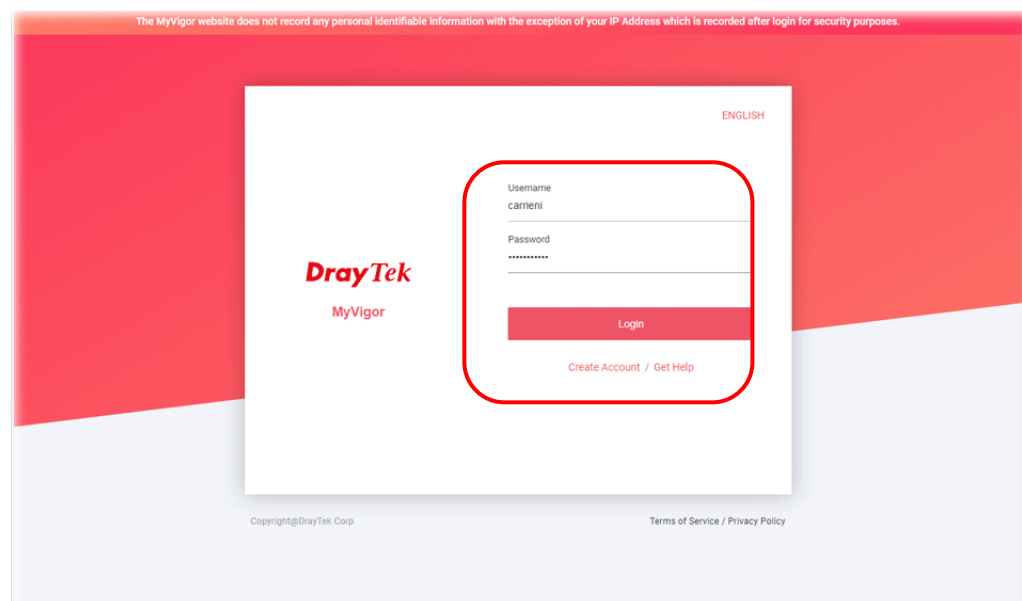 The MyVigor website does not record any personal identifiable information with the exception of your IP Address which is recorded after login for security purposes.
ENGLISH
Username
carrieni
Password
•••••••••••
DrayTek
MyVigor
Login
Create Account / Get Help
Copyright@DrayTek Corp
Terms of Service / Privacy Policy